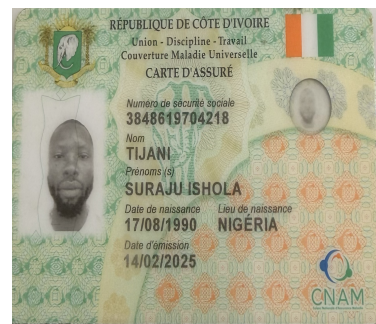 RÉPUBLIQUE DE CÔTE D'IVOIRE
Union - Discipline - Travail
Couverture Maladie Universelle
CARTE D'ASSURÉ
Numéro de sécurité sociale
3848619704218
Nom
TIJANI
Prénoms (s)
SURAJU ISHOLA
Date de naissance Lieu de naissance
17/08/1990 NIGÉRIA
Date d'émission
14/02/2025
CNAM